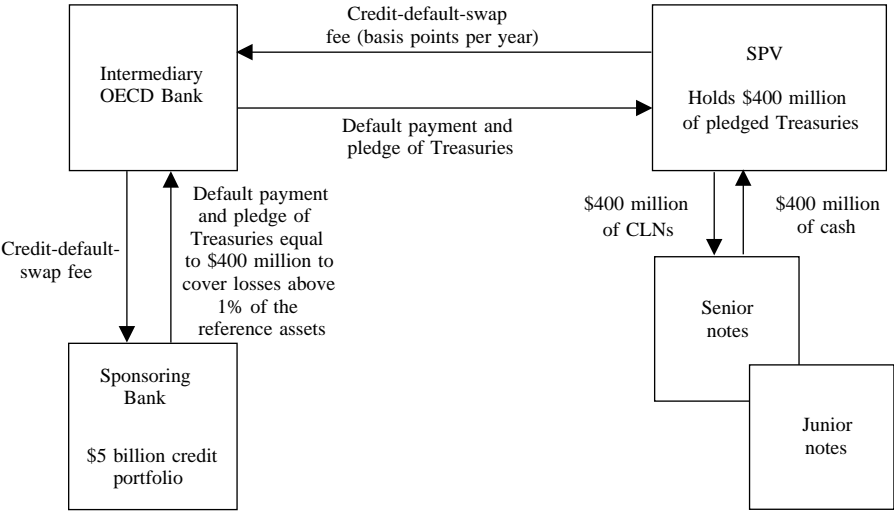 Credit-default-swap
fee (basis points per year)
Intermediary
OECD Bank
SPV
Holds $400 million
of pledged Treasuries
Default payment and
pledge of Treasuries
Credit-default-
swap fee
Default payment
and pledge of
Treasuries equal
to $400 million to
cover losses above
1% of the
reference assets
$400 million
of CLNs
$400 million
of cash
Senior
notes
Sponsoring
Bank
$5 billion credit
portfolio
Junior
notes